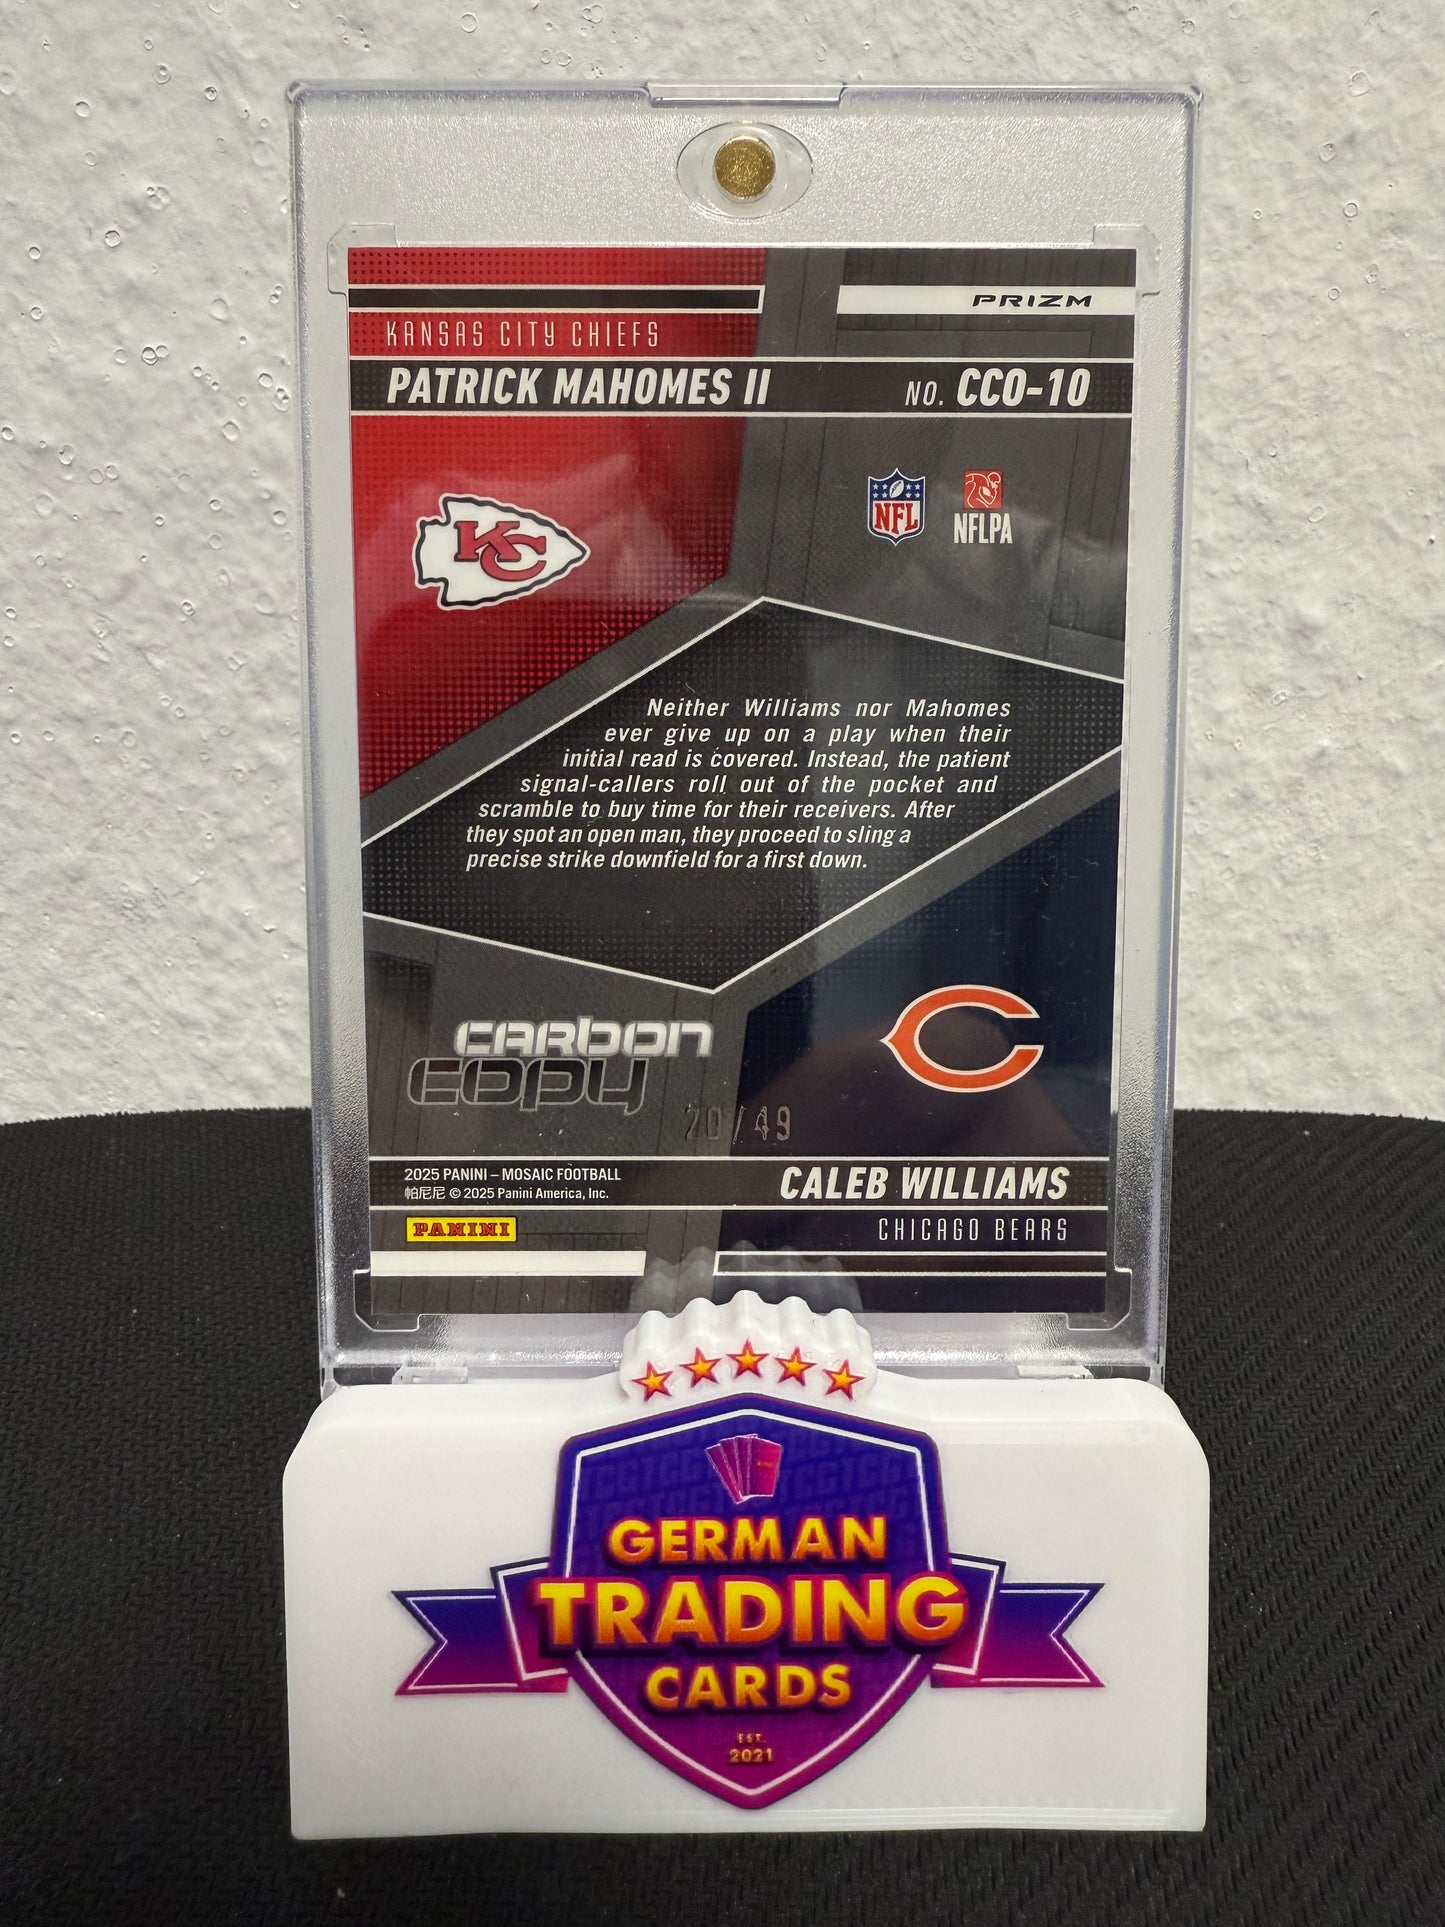 PRIZM
KANSAS CITY CHIEFS
PATRICK MAHOMES II
NO. CCO-10
KC
NFL
NFLPA
Neither Williams nor Mahomes
ever give up on a play when their
initial read is covered. Instead, the patient
signal-callers roll out of the pocket and
scramble to buy time for their receivers. After
they spot an open man, they proceed to sling a
precise strike downfield for a first down.
carbon
copy
20/49
2025 PANINI – MOSAIC FOOTBALL
帕尼尼 © 2025 Panini America, Inc.
PANINI
CALEB WILLIAMS
CHICAGO BEARS
GERMAN
TRADING
CARDS
EST.
2021